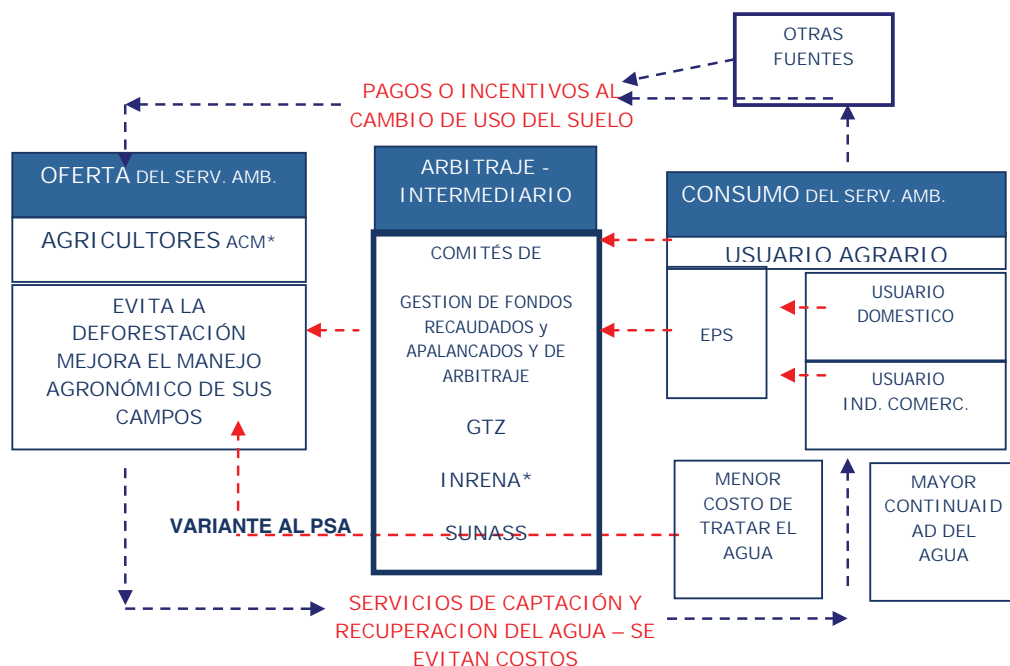 OTRAS
FUENTES
PAGOS O INCENTIVOS AL
CAMBIO DE USO DEL SUELO
OFERTA DEL SERV. AMB.
AGRICULTORES ACM*
EVITA LA
DEFORESTACIÓN
MEJORA EL MANEJO
AGRONÓMICO DE SUS
CAMPOS
ARBITRAJE -
INTERMEDIARIO
COMITÉS DE
GESTION DE FONDOS
RECAUDADOS y
APALANCADOS Y DE
ARBITRAJE
GTZ
INRENA*
SUNASS
CONSUMO DEL SERV. AMB.
USUARIO AGRARIO
EPS
USUARIO
DOMESTICO
USUARIO
IND. COMERC.
MENOR
COSTO DE
TRATAR EL
AGUA
MAYOR
CONTINUAID
AD DEL
AGUA
VARIANTE AL PSA
SERVICIOS DE CAPTACIÓN Y
RECUPERACION DEL AGUA – SE
EVITAN COSTOS